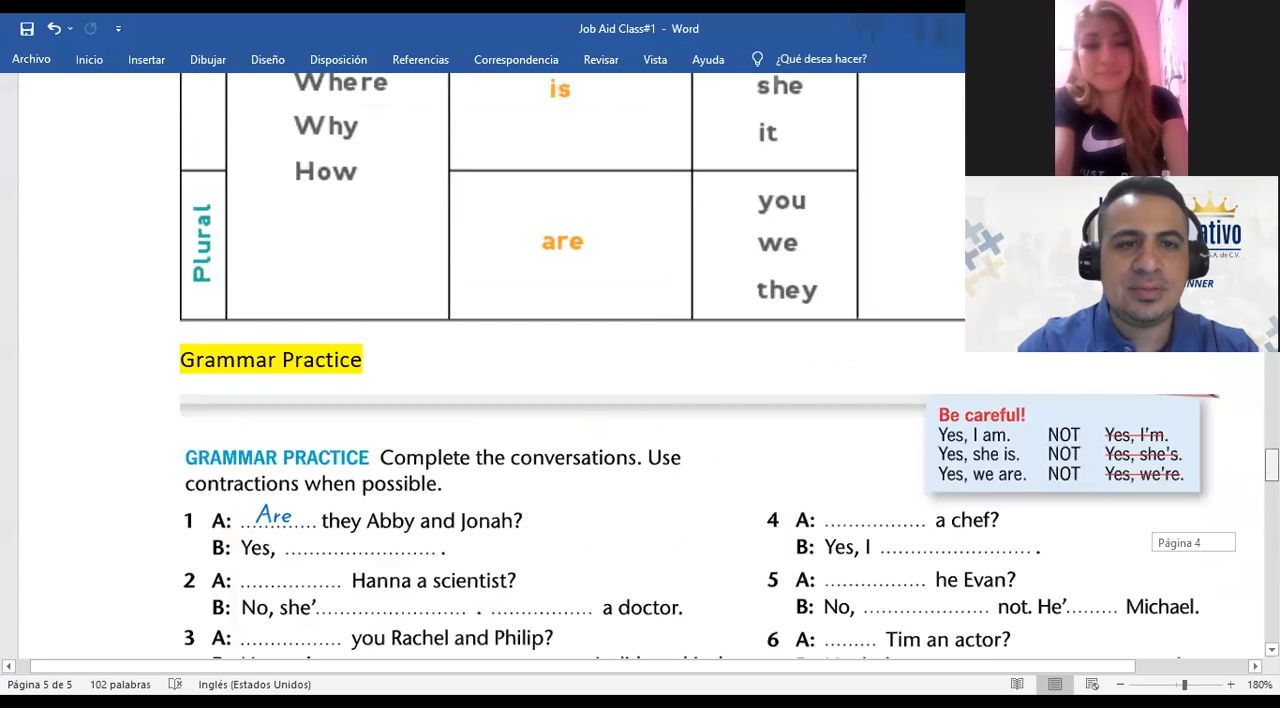 Job Aid Class#1 - Word
Archivo Inicio Insertar Dibujar Diseño Disposición Referencias Correspondencia Revisar Vista Ayuda ¿Qué desea hacer?
Where
Why
How
is
she
it
Plural
are
you
we
they
ativo
S.A. de C.V.
NNER
JUST
Grammar Practice
Be careful!
Yes, I am. NOT Yes, I'm.
Yes, she is. NOT Yes, she's.
Yes, we are. NOT Yes, we're.
GRAMMAR PRACTICE Complete the conversations. Use
contractions when possible.
1 A: ...Are... they Abby and Jonah?
B: Yes, .......................... .
2 A: ................. Hanna a scientist?
B: No, she'.......................... . ................. a doctor.
3 A: ................. you Rachel and Philip?
4 A: ................. a chef?
B: Yes, I .......................... .
5 A: ................. he Evan?
B: No, ..................... not. He'......... Michael.
6 A: ......... Tim an actor?
Página 4
Página 5 de 5 102 palabras Inglés (Estados Unidos) 180%